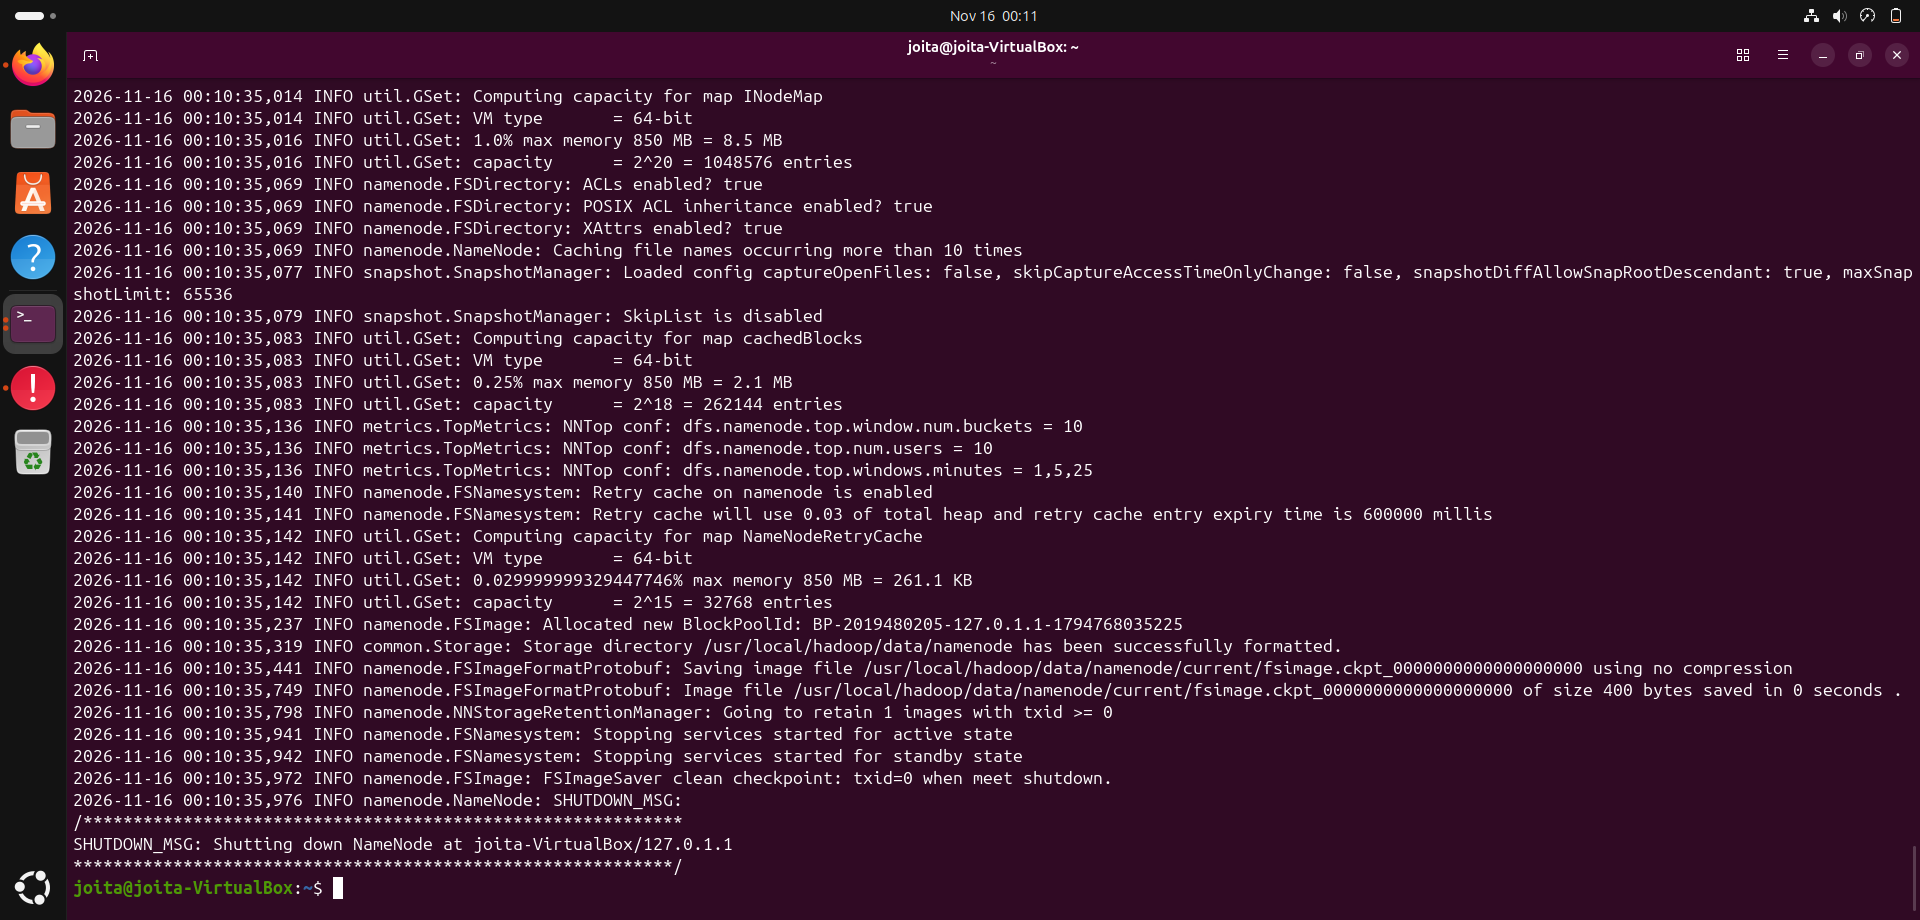 Nov 16 00:11
joita@joita-VirtualBox: ~
~
2026-11-16 00:10:35,014 INFO util.GSet: Computing capacity for map INodeMap
2026-11-16 00:10:35,014 INFO util.GSet: VM type       = 64-bit
2026-11-16 00:10:35,016 INFO util.GSet: 1.0% max memory 850 MB = 8.5 MB
2026-11-16 00:10:35,016 INFO util.GSet: capacity      = 2^20 = 1048576 entries
2026-11-16 00:10:35,069 INFO namenode.FSDirectory: ACLs enabled? true
2026-11-16 00:10:35,069 INFO namenode.FSDirectory: POSIX ACL inheritance enabled? true
2026-11-16 00:10:35,069 INFO namenode.FSDirectory: XAttrs enabled? true
2026-11-16 00:10:35,069 INFO namenode.NameNode: Caching file names occurring more than 10 times
2026-11-16 00:10:35,077 INFO snapshot.SnapshotManager: Loaded config captureOpenFiles: false, skipCaptureAccessTimeOnlyChange: false, snapshotDiffAllowSnapRootDescendant: true, maxSnap
shotLimit: 65536
2026-11-16 00:10:35,079 INFO snapshot.SnapshotManager: SkipList is disabled
2026-11-16 00:10:35,083 INFO util.GSet: Computing capacity for map cachedBlocks
2026-11-16 00:10:35,083 INFO util.GSet: VM type       = 64-bit
2026-11-16 00:10:35,083 INFO util.GSet: 0.25% max memory 850 MB = 2.1 MB
2026-11-16 00:10:35,083 INFO util.GSet: capacity      = 2^18 = 262144 entries
2026-11-16 00:10:35,136 INFO metrics.TopMetrics: NNTop conf: dfs.namenode.top.window.num.buckets = 10
2026-11-16 00:10:35,136 INFO metrics.TopMetrics: NNTop conf: dfs.namenode.top.num.users = 10
2026-11-16 00:10:35,136 INFO metrics.TopMetrics: NNTop conf: dfs.namenode.top.windows.minutes = 1,5,25
2026-11-16 00:10:35,140 INFO namenode.FSNamesystem: Retry cache on namenode is enabled
2026-11-16 00:10:35,141 INFO namenode.FSNamesystem: Retry cache will use 0.03 of total heap and retry cache entry expiry time is 600000 millis
2026-11-16 00:10:35,142 INFO util.GSet: Computing capacity for map NameNodeRetryCache
2026-11-16 00:10:35,142 INFO util.GSet: VM type       = 64-bit
2026-11-16 00:10:35,142 INFO util.GSet: 0.029999999329447746% max memory 850 MB = 261.1 KB
2026-11-16 00:10:35,142 INFO util.GSet: capacity      = 2^15 = 32768 entries
2026-11-16 00:10:35,237 INFO namenode.FSImage: Allocated new BlockPoolId: BP-2019480205-127.0.1.1-1794768035225
2026-11-16 00:10:35,319 INFO common.Storage: Storage directory /usr/local/hadoop/data/namenode has been successfully formatted.
2026-11-16 00:10:35,441 INFO namenode.FSImageFormatProtobuf: Saving image file /usr/local/hadoop/data/namenode/current/fsimage.ckpt_0000000000000000000 using no compression
2026-11-16 00:10:35,749 INFO namenode.FSImageFormatProtobuf: Image file /usr/local/hadoop/data/namenode/current/fsimage.ckpt_0000000000000000000 of size 400 bytes saved in 0 seconds .
2026-11-16 00:10:35,798 INFO namenode.NNStorageRetentionManager: Going to retain 1 images with txid >= 0
2026-11-16 00:10:35,941 INFO namenode.FSNamesystem: Stopping services started for active state
2026-11-16 00:10:35,942 INFO namenode.FSNamesystem: Stopping services started for standby state
2026-11-16 00:10:35,972 INFO namenode.FSImage: FSImageSaver clean checkpoint: txid=0 when meet shutdown.
2026-11-16 00:10:35,976 INFO namenode.NameNode: SHUTDOWN_MSG:
/************************************************************
SHUTDOWN_MSG: Shutting down NameNode at joita-VirtualBox/127.0.1.1
************************************************************/
joita@joita-VirtualBox:~$